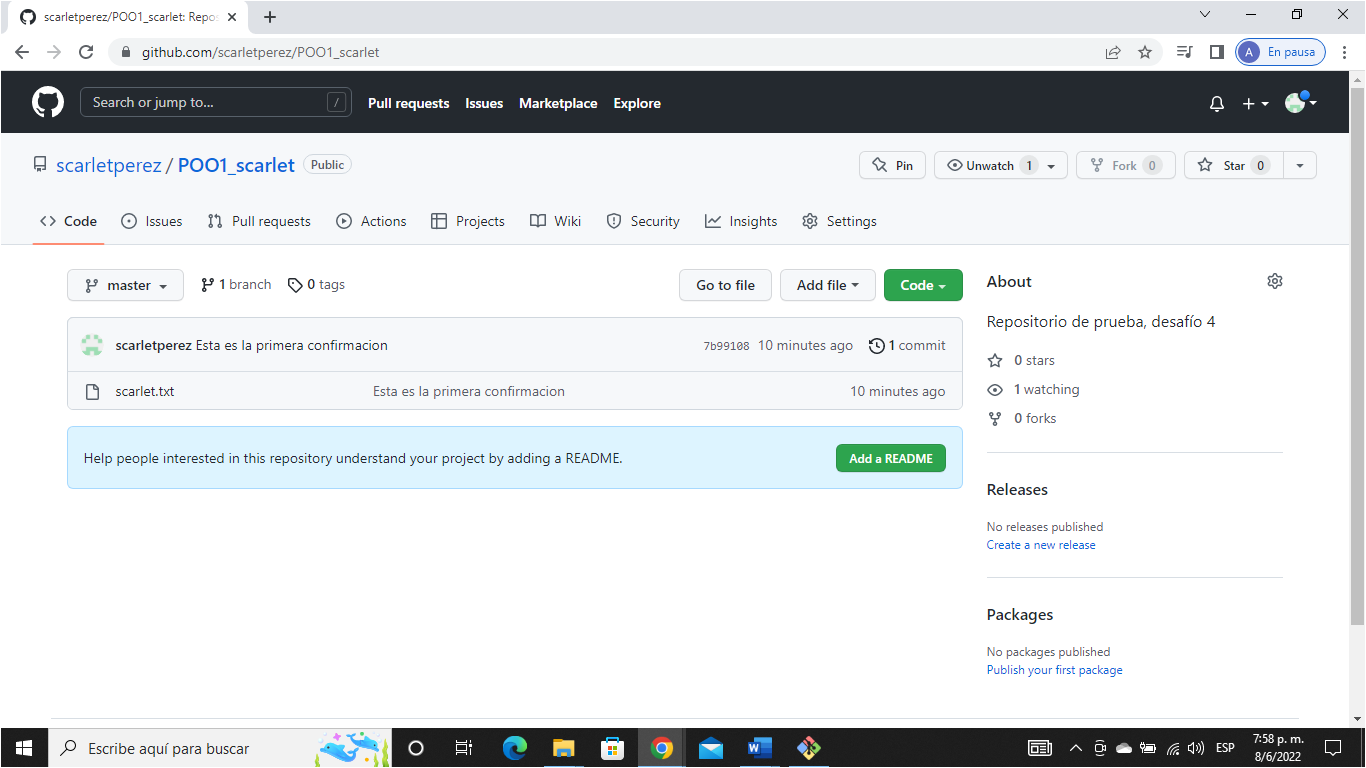 scarletperez/POO1_scarlet: Repos
github.com/scarletperez/POO1_scarlet
A En pausa
Search or jump to... /
Pull requests Issues Marketplace Explore
scarletperez / POO1_scarlet Public
Pin Unwatch 1 Fork 0 Star 0
Code Issues Pull requests Actions Projects Wiki Security Insights Settings
master 1 branch 0 tags Go to file Add file Code
scarletperez Esta es la primera confirmacion 7b99108 10 minutes ago 1 commit
scarlet.txt Esta es la primera confirmacion 10 minutes ago
Help people interested in this repository understand your project by adding a README. Add a README
About
Repositorio de prueba, desafío 4
0 stars
1 watching
0 forks
Releases
No releases published
Create a new release
Packages
No packages published
Publish your first package
Escribe aquí para buscar
W
ESP
7:58 p. m.
8/6/2022